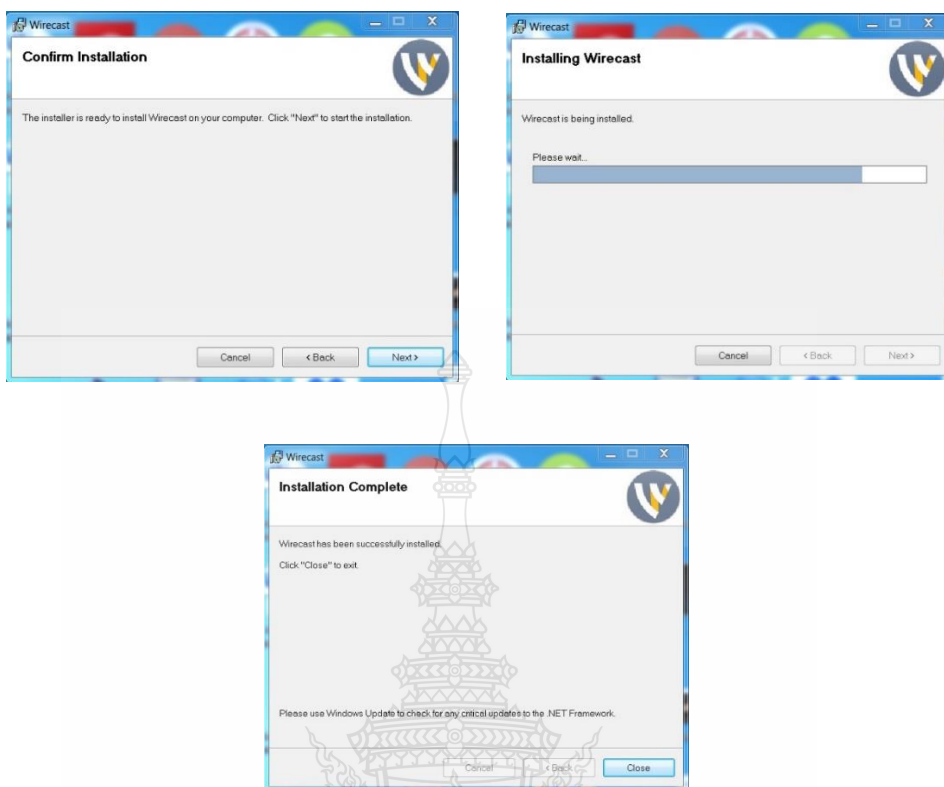 Wirecast
Confirm Installation
The installer is ready to install Wirecast on your computer. Click "Next" to start the installation.
Cancel
< Back
Next >
Wirecast
Installing Wirecast
Wirecast is being installed.
Please wait...
Cancel
< Back
Next >
Wirecast
Installation Complete
Wirecast has been successfully installed.
Click "Close" to exit.
Please use Windows Update to check for any critical updates to the .NET Framework.
Cancel
< Back
Close